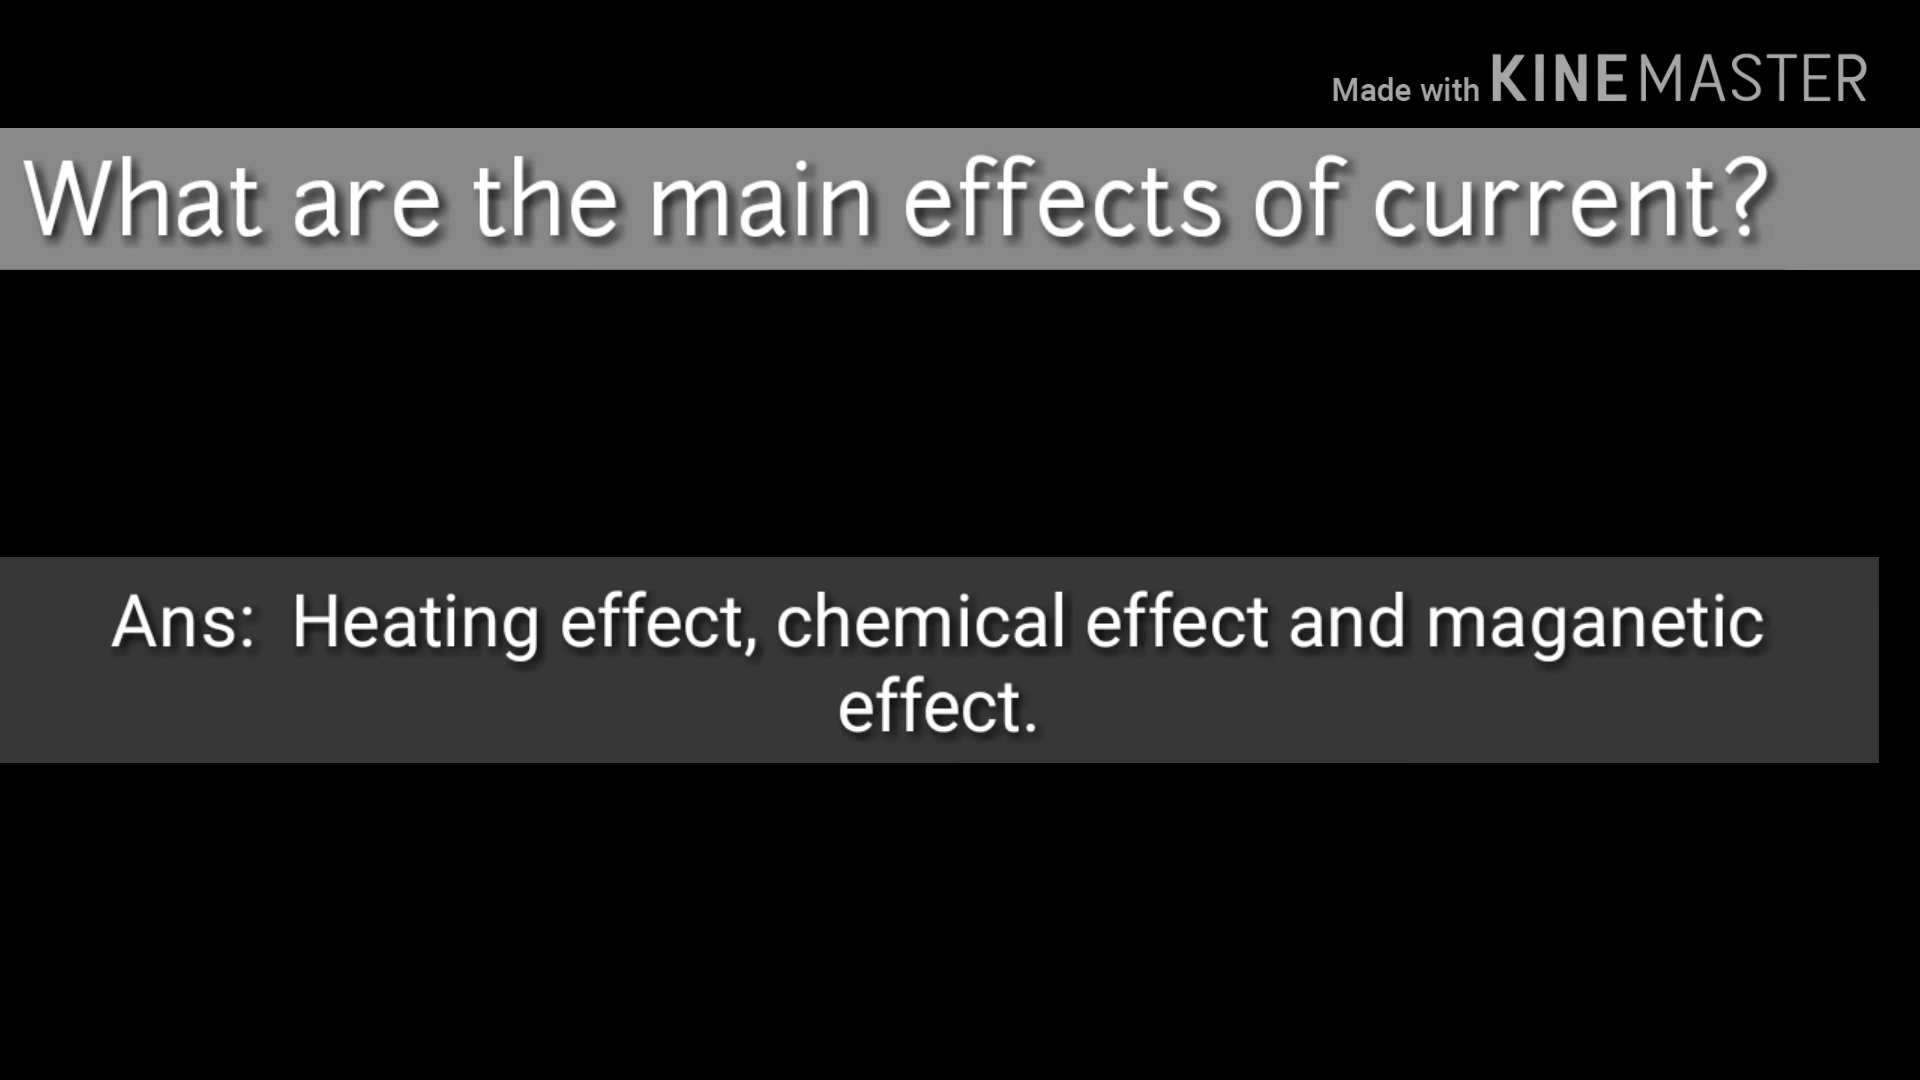 Made with KINEMASTER
What are the main effects of current?
Ans: Heating effect, chemical effect and maganetic
effect.